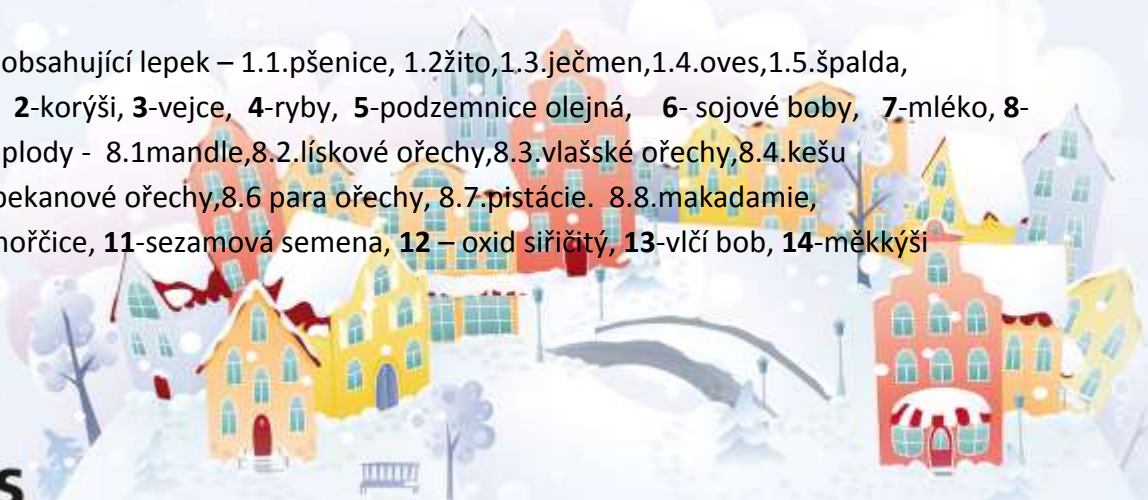 obsahující lepek – 1.1.pšenice, 1.2žito,1.3.ječmen,1.4.oves,1.5.špalda,
2-korýši, 3-vejce, 4-ryby, 5-podzemnice olejná, 6- sojové boby, 7-mléko, 8-
plody - 8.1mandle,8.2.lískové ořechy,8.3.vlašské ořechy,8.4.kešu
pekanové ořechy,8.6 para ořechy, 8.7.pistácie. 8.8.makadamie,
hořčice, 11-sezamová semena, 12 – oxid siřičitý, 13-vlčí bob, 14-měkkýši
s